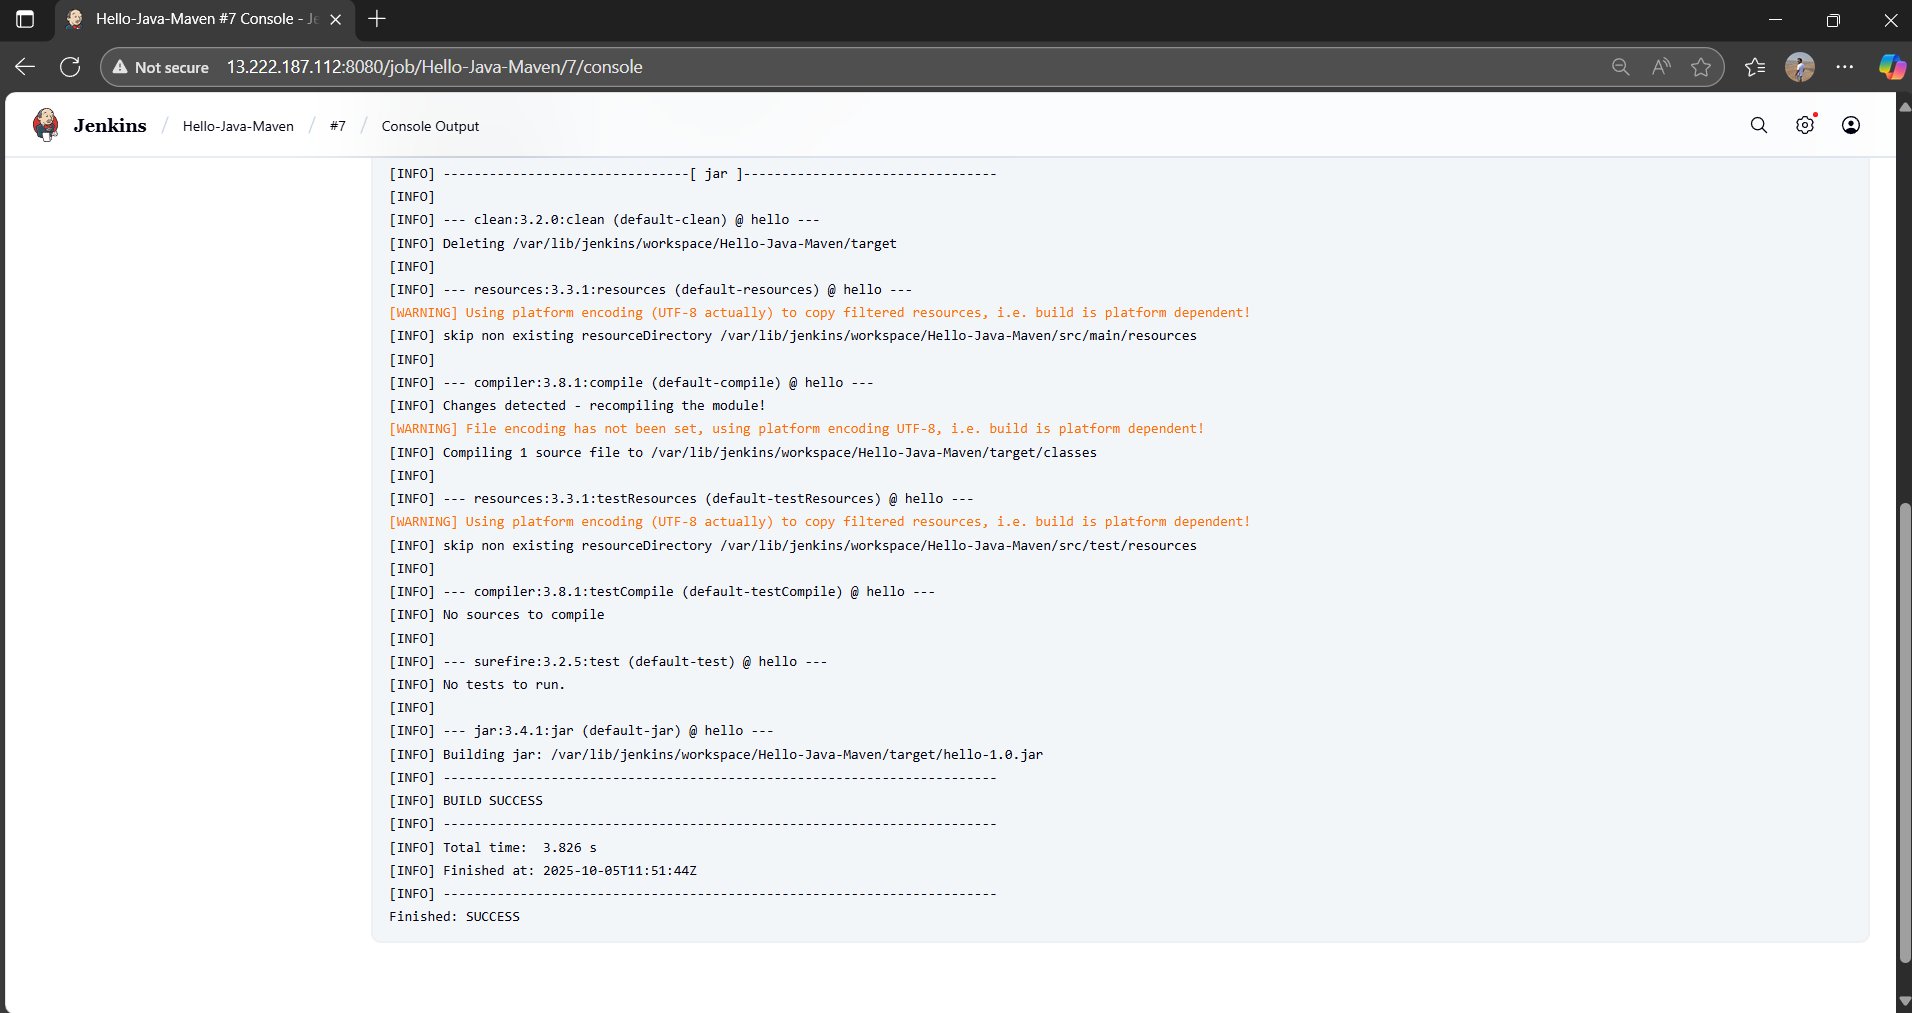 Hello-Java-Maven #7 Console - Je
Not secure 13.222.187.112:8080/job/Hello-Java-Maven/7/console
Jenkins / Hello-Java-Maven / #7 / Console Output
[INFO] --------------------------------[ jar ]---------------------------------
[INFO]
[INFO] --- clean:3.2.0:clean (default-clean) @ hello ---
[INFO] Deleting /var/lib/jenkins/workspace/Hello-Java-Maven/target
[INFO]
[INFO] --- resources:3.3.1:resources (default-resources) @ hello ---
[WARNING] Using platform encoding (UTF-8 actually) to copy filtered resources, i.e. build is platform dependent!
[INFO] skip non existing resourceDirectory /var/lib/jenkins/workspace/Hello-Java-Maven/src/main/resources
[INFO]
[INFO] --- compiler:3.8.1:compile (default-compile) @ hello ---
[INFO] Changes detected - recompiling the module!
[WARNING] File encoding has not been set, using platform encoding UTF-8, i.e. build is platform dependent!
[INFO] Compiling 1 source file to /var/lib/jenkins/workspace/Hello-Java-Maven/target/classes
[INFO]
[INFO] --- resources:3.3.1:testResources (default-testResources) @ hello ---
[WARNING] Using platform encoding (UTF-8 actually) to copy filtered resources, i.e. build is platform dependent!
[INFO] skip non existing resourceDirectory /var/lib/jenkins/workspace/Hello-Java-Maven/src/test/resources
[INFO]
[INFO] --- compiler:3.8.1:testCompile (default-testCompile) @ hello ---
[INFO] No sources to compile
[INFO]
[INFO] --- surefire:3.2.5:test (default-test) @ hello ---
[INFO] No tests to run.
[INFO]
[INFO] --- jar:3.4.1:jar (default-jar) @ hello ---
[INFO] Building jar: /var/lib/jenkins/workspace/Hello-Java-Maven/target/hello-1.0.jar
[INFO] ------------------------------------------------------------------------
[INFO] BUILD SUCCESS
[INFO] ------------------------------------------------------------------------
[INFO] Total time:  3.826 s
[INFO] Finished at: 2025-10-05T11:51:44Z
[INFO] ------------------------------------------------------------------------
Finished: SUCCESS